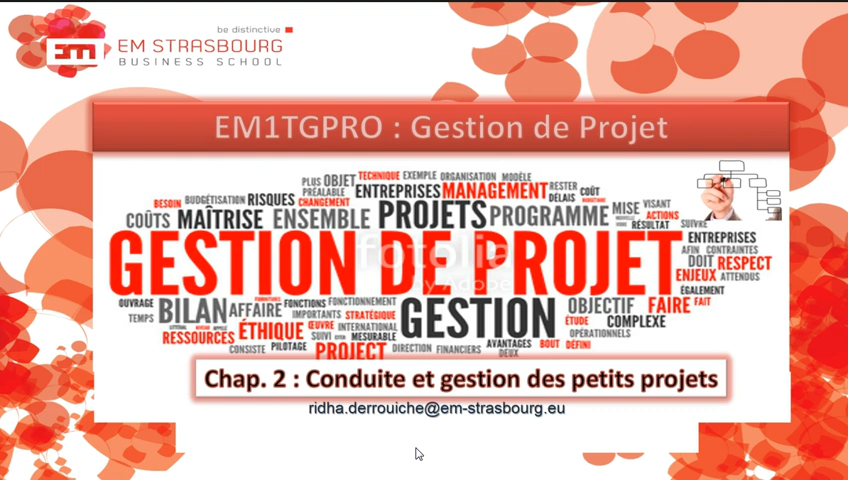 be distinctive
em EM STRASBOURG
BUSINESS SCHOOL
EM1TGPRO : Gestion de Projet
PLUS OBJET TECHNIQUE EXEMPLE ORGANISATION MODÈLE
PRÉALABLE ENTREPRISES MANAGEMENT RESTER COÛT
BESOIN BUDGÉTISATION RISQUES CHANGEMENT DÉLAIS
COÛTS MAÎTRISE ENSEMBLE PROJETS PROGRAMME MISE VISANT
ACTIONS
RÉSULTAT SUIVRE
GESTION DE PROJET
fotolia
by Adobe
ENTREPRISES
AFIN CONTRAINTES
DOIT RESPECT
ENJEUX ATTENDUS
ÉGALEMENT
OUVRAGE BILAN AFFAIRE FONCTIONS FONCTIONNEMENT GESTION OBJECTIF FAIRE FAIT
TEMPS IMPORTANTS STRATÉGIQUE ÉTUDE COMPLEXE
RESSOURCES ÉTHIQUE ŒUVRE INTERNATIONAL OPÉRATIONNELS
SUIVI MESURABLE
CONSISTE PILOTAGE PROJECT DIRECTION FINANCIERS AVANTAGES BOUT DÉFINI
DEUX
Chap. 2 : Conduite et gestion des petits projets
ridha.derrouiche@em-strasbourg.eu